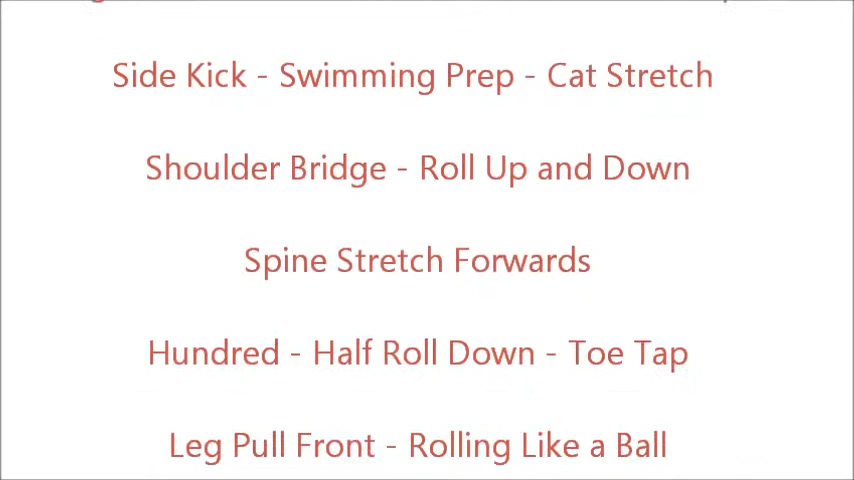 Side Kick - Swimming Prep - Cat Stretch
Shoulder Bridge - Roll Up and Down
Spine Stretch Forwards
Hundred - Half Roll Down - Toe Tap
Leg Pull Front - Rolling Like a Ball